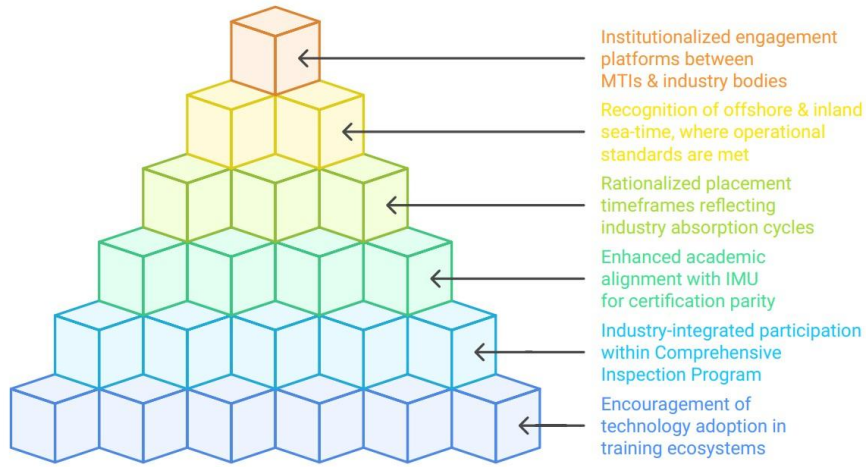 Institutionalized engagement
platforms between
MTIs & industry bodies
Recognition of offshore & inland
sea-time, where operational
standards are met
Rationalized placement
timeframes reflecting
industry absorption cycles
Enhanced academic
alignment with IMU
for certification parity
Industry-integrated participation
within Comprehensive
Inspection Program
Encouragement of
technology adoption in
training ecosystems